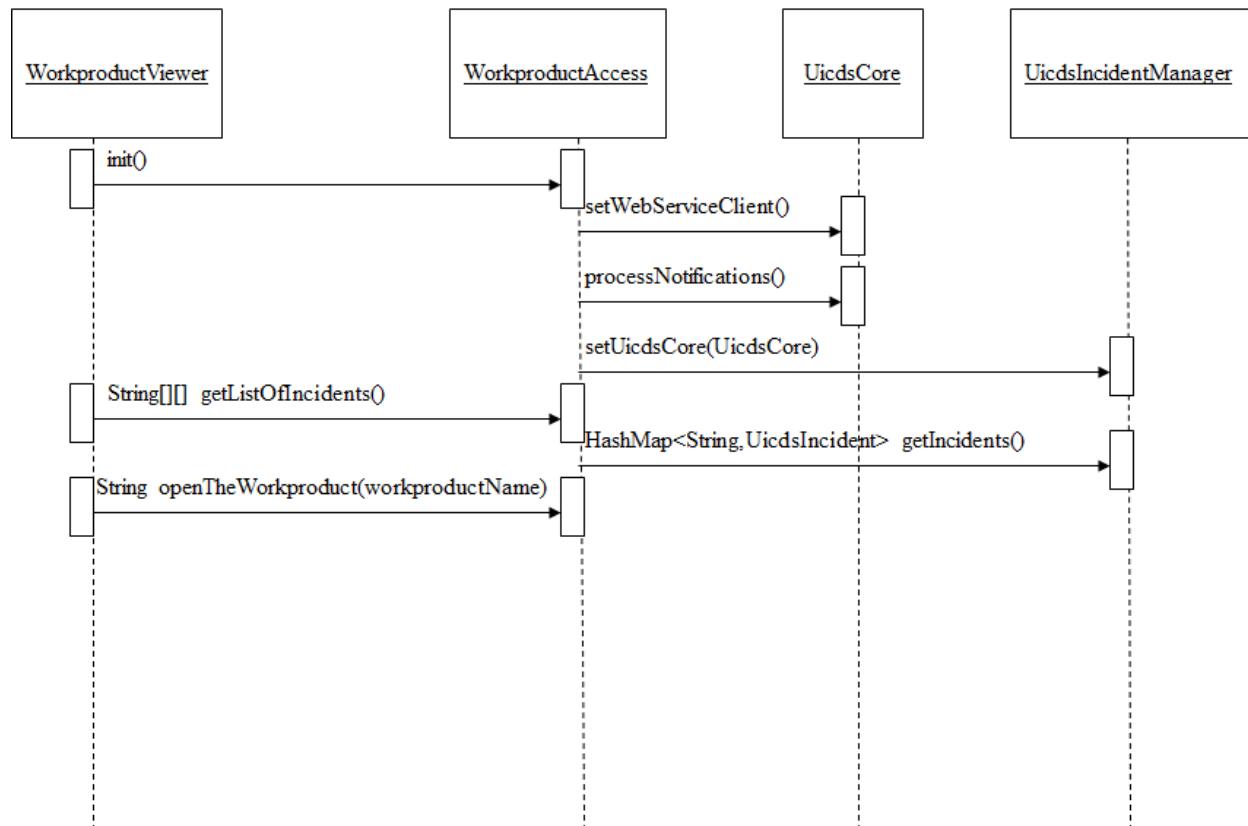 WorkproductViewer
WorkproductAccess
UicdsCore
UicdsIncidentManager
init()
setWebServiceClient()
processNotifications()
setUicdsCore(UicdsCore)
String[][] getListOfIncidents()
HashMap<String,UicdsIncident> getIncidents()
String openTheWorkproduct(workproductName)